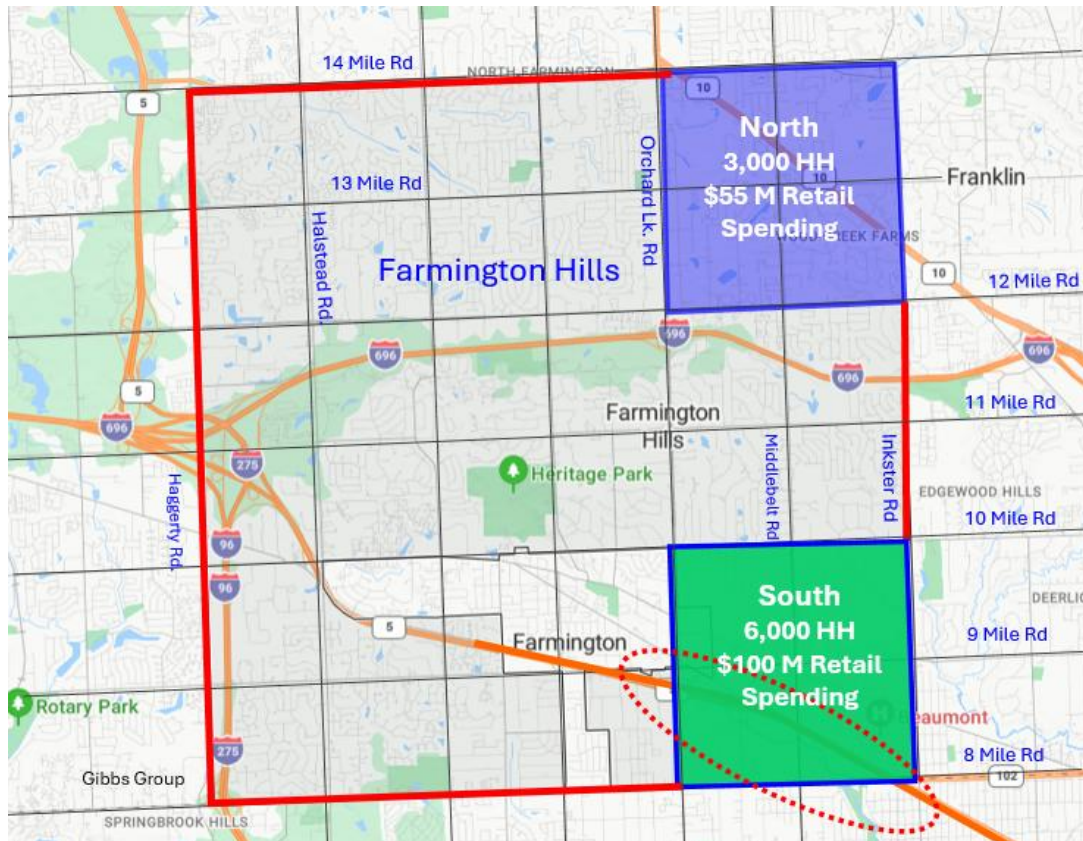 14 Mile Rd
NORTH FARMINGTON
5
10
North
3,000 HH
$55 M Retail
Spending
10
Orchard Lk. Rd
13 Mile Rd
Franklin
Halstead Rd.
Farmington Hills
10
12 Mile Rd
696
696
696
696
5
696
11 Mile Rd
Farmington
Hills
275
Heritage Park
Middlebelt Rd
Inkster Rd
EDGEWOOD HILLS
10 Mile Rd
Haggerty Rd.
96
96
South
6,000 HH
$100 M Retail
Spending
5
Farmington
9 Mile Rd
Rotary Park
275
8 Mile Rd
102
Gibbs Group
SPRINGBROOK HILLS